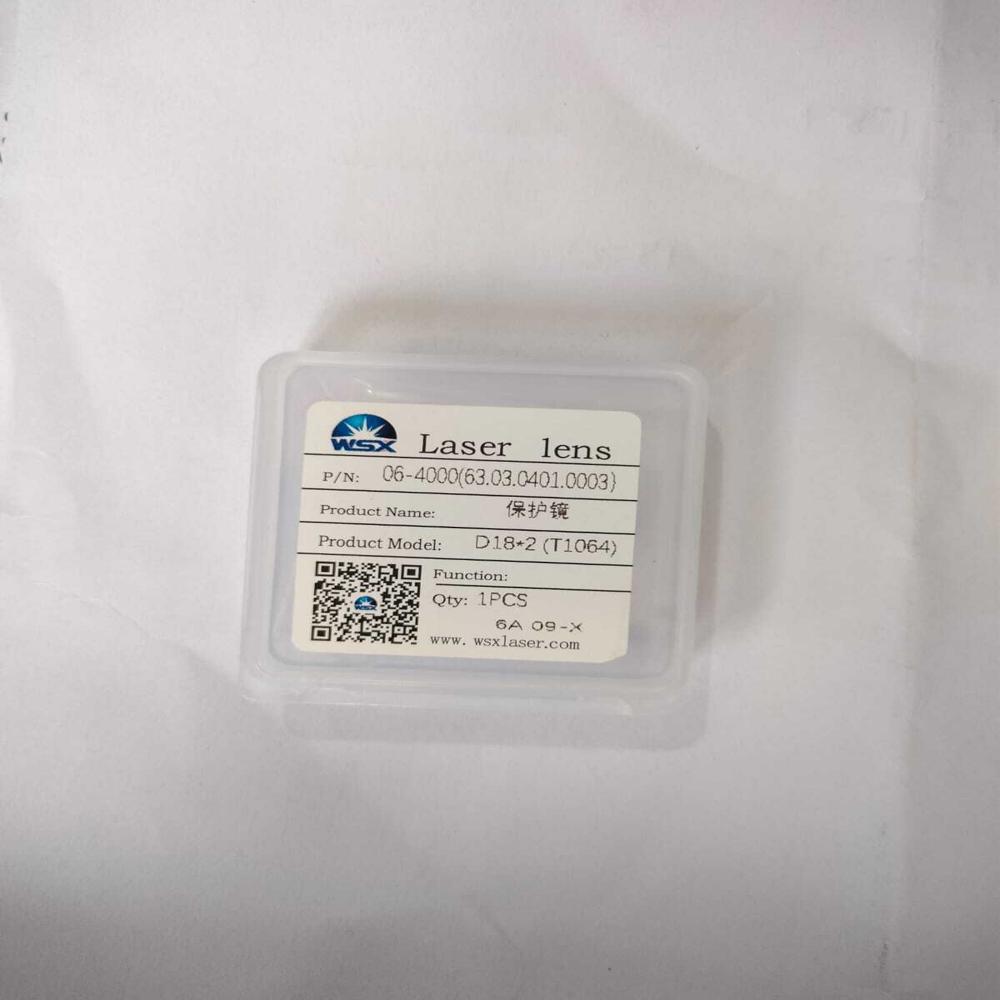 WSX Laser lens
P/N: 06-4000(63.03.0401.0003)
Product Name: 保护镜
Product Model: D18*2 (T1064)
Function:
Qty: 1PCS
WSX
6A 09-X
www. wsxlaser.com